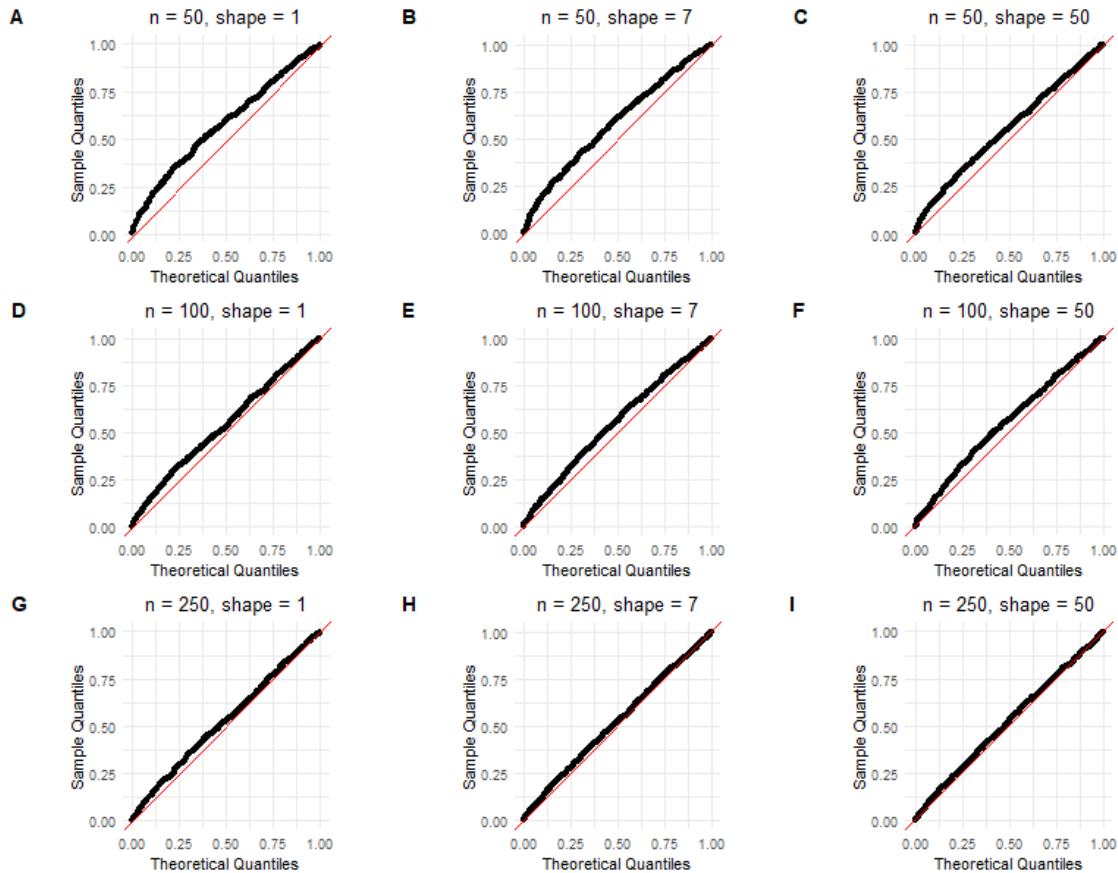 A n = 50, shape = 1
1.00
0.75
0.50
0.25
0.00
Sample Quantiles
0.00 0.25 0.50 0.75 1.00
Theoretical Quantiles
B n = 50, shape = 7
1.00
0.75
0.50
0.25
0.00
Sample Quantiles
0.00 0.25 0.50 0.75 1.00
Theoretical Quantiles
C n = 50, shape = 50
1.00
0.75
0.50
0.25
0.00
Sample Quantiles
0.00 0.25 0.50 0.75 1.00
Theoretical Quantiles
D n = 100, shape = 1
1.00
0.75
0.50
0.25
0.00
Sample Quantiles
0.00 0.25 0.50 0.75 1.00
Theoretical Quantiles
E n = 100, shape = 7
1.00
0.75
0.50
0.25
0.00
Sample Quantiles
0.00 0.25 0.50 0.75 1.00
Theoretical Quantiles
F n = 100, shape = 50
1.00
0.75
0.50
0.25
0.00
Sample Quantiles
0.00 0.25 0.50 0.75 1.00
Theoretical Quantiles
G n = 250, shape = 1
1.00
0.75
0.50
0.25
0.00
Sample Quantiles
0.00 0.25 0.50 0.75 1.00
Theoretical Quantiles
H n = 250, shape = 7
1.00
0.75
0.50
0.25
0.00
Sample Quantiles
0.00 0.25 0.50 0.75 1.00
Theoretical Quantiles
I n = 250, shape = 50
1.00
0.75
0.50
0.25
0.00
Sample Quantiles
0.00 0.25 0.50 0.75 1.00
Theoretical Quantiles